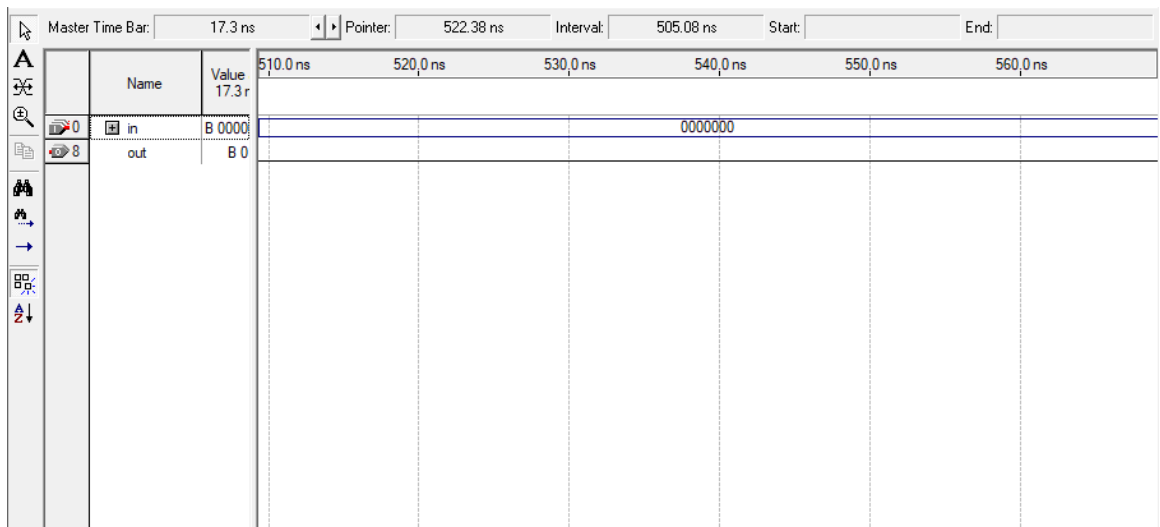 Master Time Bar: 17.3 ns Pointer: 522.38 ns Interval: 505.08 ns Start: End:
A
Name Value 510.0 ns 520.0 ns 530.0 ns 540.0 ns 550.0 ns 560.0 ns
17.3 r
0 in B 0000 0000000
8 out B 0
A
Z